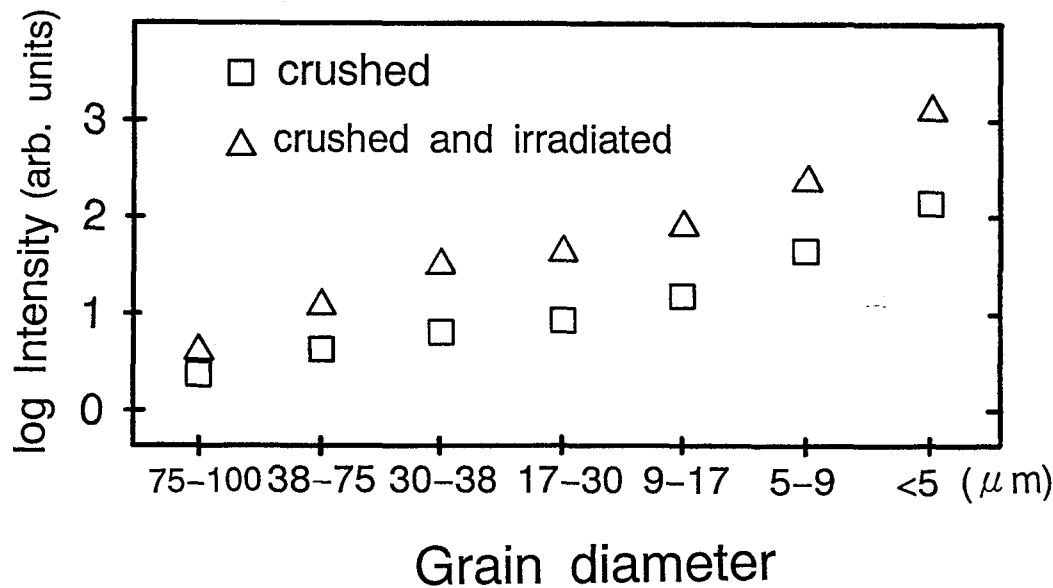 log Intensity (arb. units)
crushed
crushed and irradiated
3
2
1
0
75–100 38–75 30–38 17–30 9–17 5–9 <5 (μm)
Grain diameter